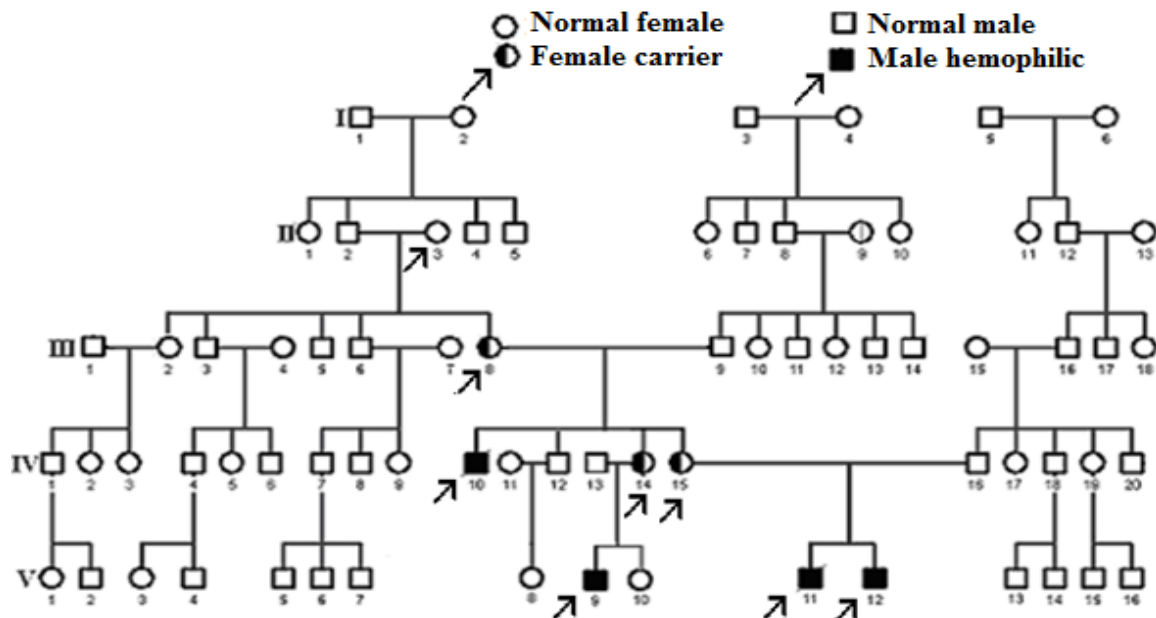 Normal female Normal male
Female carrier Male hemophilic
I 1 2 3 4 5 6
II 1 2 3 4 5 6 7 8 9 10 11 12 13
III 1 2 3 4 5 6 7 8 9 10 11 12 13 14 15 16 17 18
IV 1 2 3 4 5 6 7 8 9 10 11 12 13 14 15 16 17 18 19 20
V 1 2 3 4 5 6 7 8 9 10 11 12 13 14 15 16